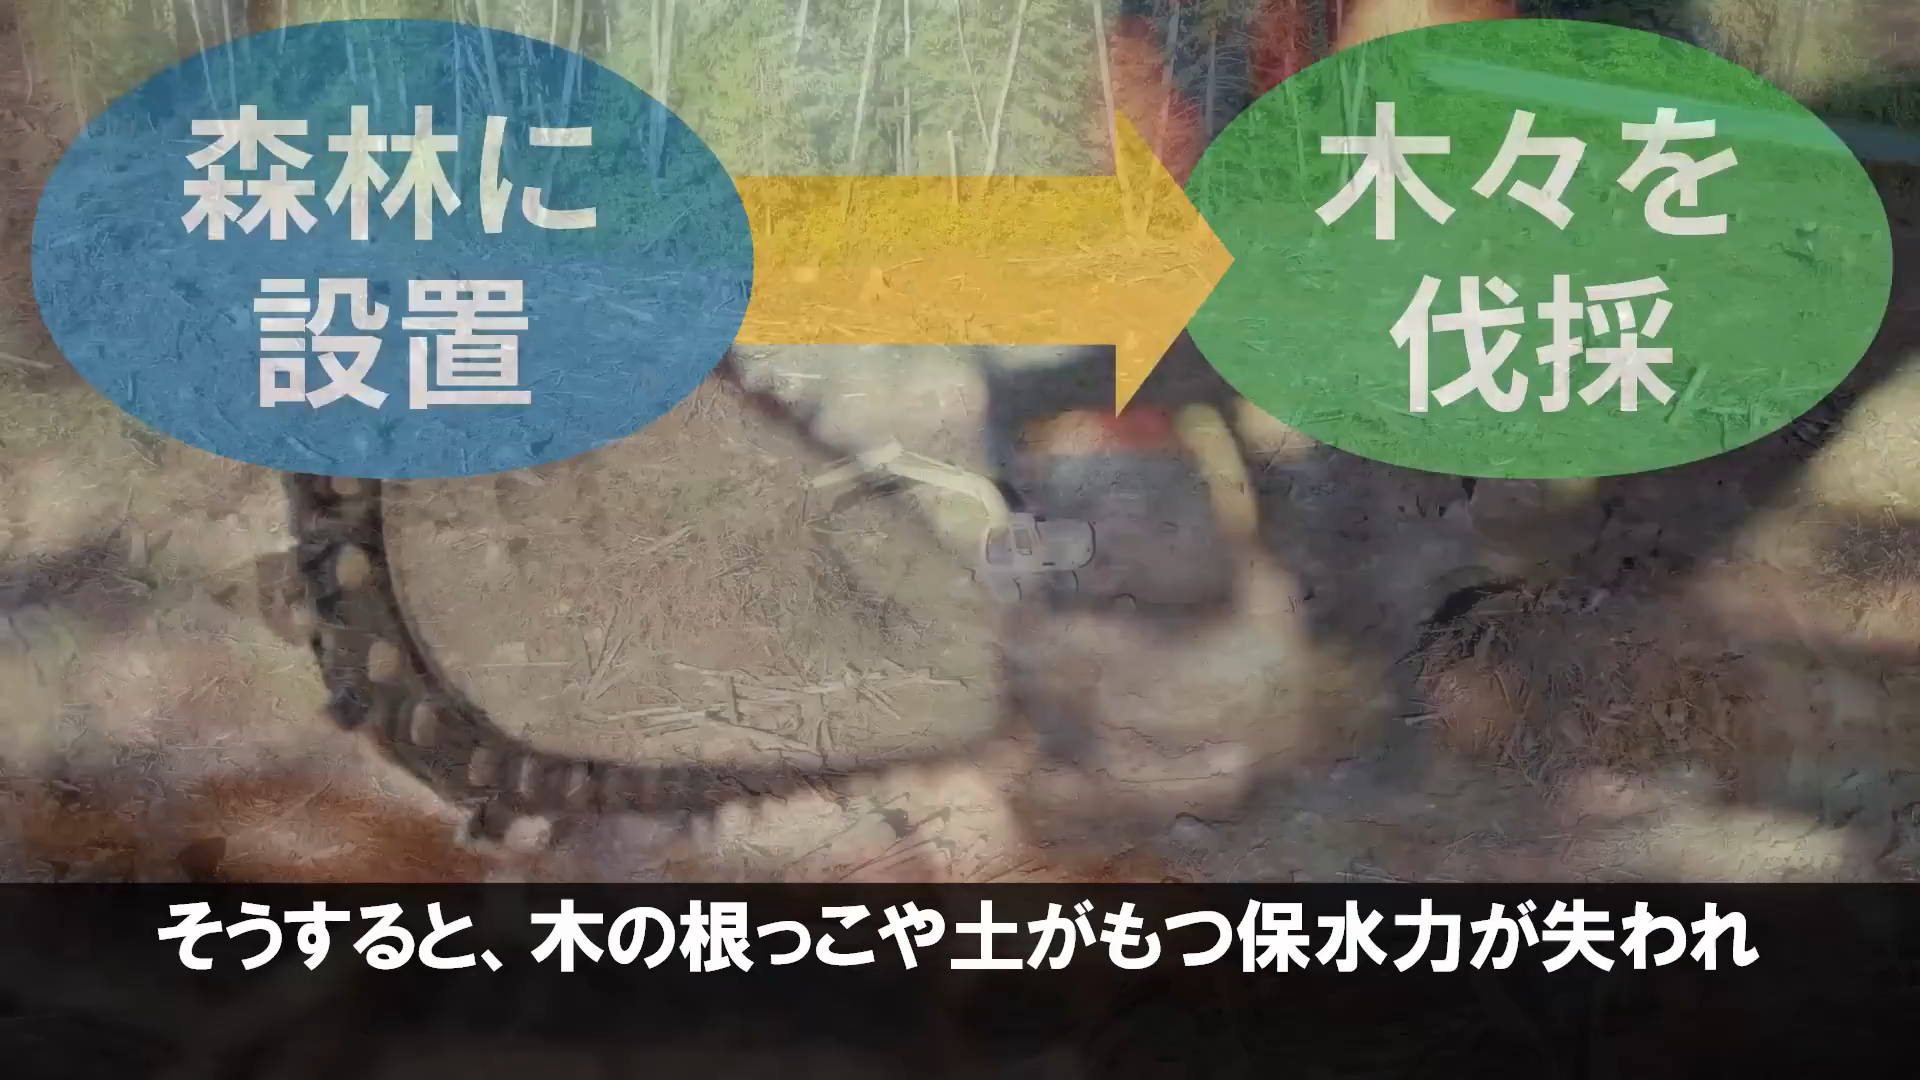 森林に
設置
木々を
伐採
そうすると、木の根っこや土がもつ保水力が失われ